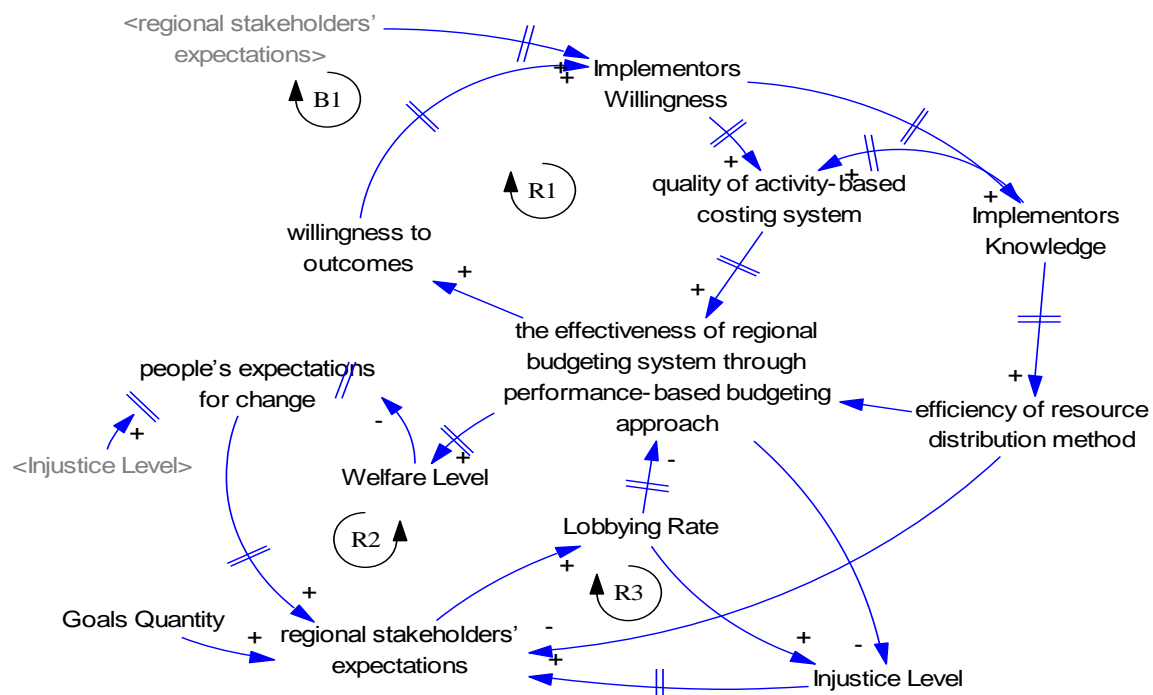 <regional stakeholders'
expectations>
B1
Implementors
Willingness
R1
quality of activity-based
costing system
Implementors
Knowledge
willingness to
outcomes
the effectiveness of regional
budgeting system through
performance-based budgeting
approach
people's expectations
for change
efficiency of resource
distribution method
<Injustice Level>
Welfare Level
Lobbying Rate
R2
R3
Goals Quantity
regional stakeholders'
expectations
Injustice Level